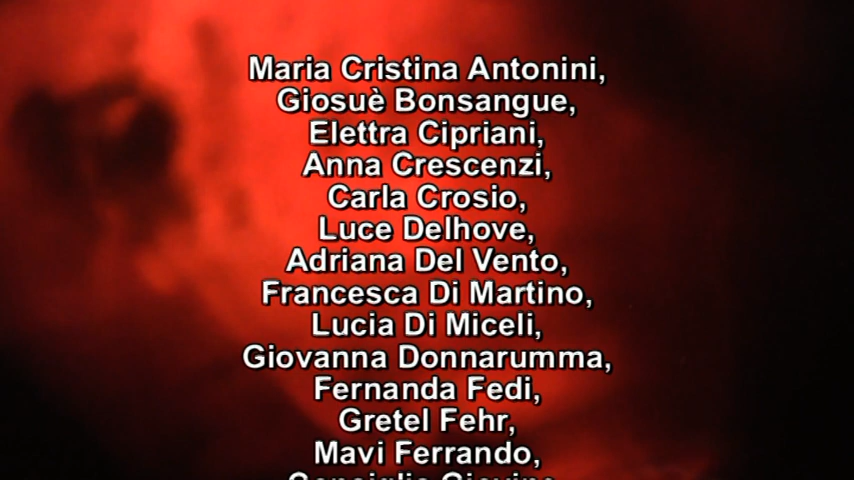 Maria Cristina Antonini,
Giosuè Bonsangue,
Elettra Cipriani,
Anna Crescenzi,
Carla Crosio,
Luce Delhove,
Adriana Del Vento,
Francesca Di Martino,
Lucia Di Miceli,
Giovanna Donnarumma,
Fernanda Fedi,
Gretel Fehr,
Mavi Ferrando,